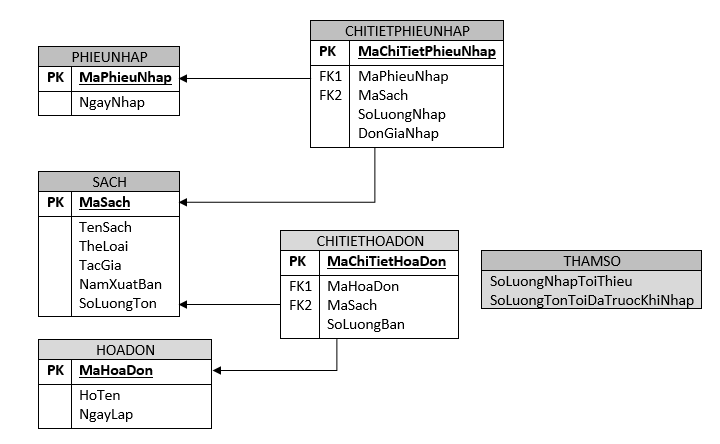 PHIEUNHAP
PK MaPhieuNhap
NgayNhap
CHITIETPHIEUNHAP
PK MaChiTietPhieuNhap
FK1 MaPhieuNhap
FK2 MaSach
SoLuongNhap
DonGiaNhap
SACH
PK MaSach
TenSach
TheLoai
TacGia
NamXuatBan
SoLuongTon
CHITIETHOADON
PK MaChiTietHoaDon
FK1 MaHoaDon
FK2 MaSach
SoLuongBan
THAMSO
SoLuongNhapToiThieu
SoLuongTonToiDaTruocKhiNhap
HOADON
PK MaHoaDon
HoTen
NgayLap